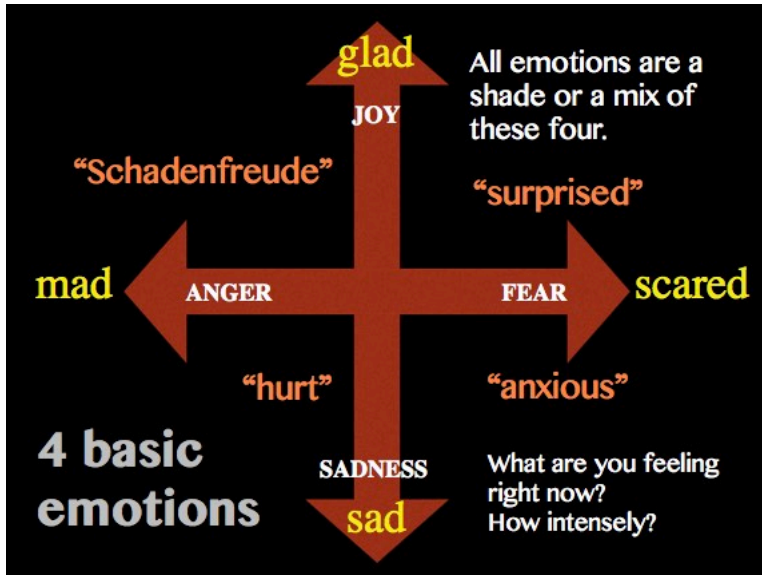 glad
All emotions are a
shade or a mix of
these four.
JOY
“Schadenfreude”
“surprised”
mad
ANGER
FEAR
scared
“hurt”
“anxious”
4 basic
emotions
SADNESS
sad
What are you feeling
right now?
How intensely?